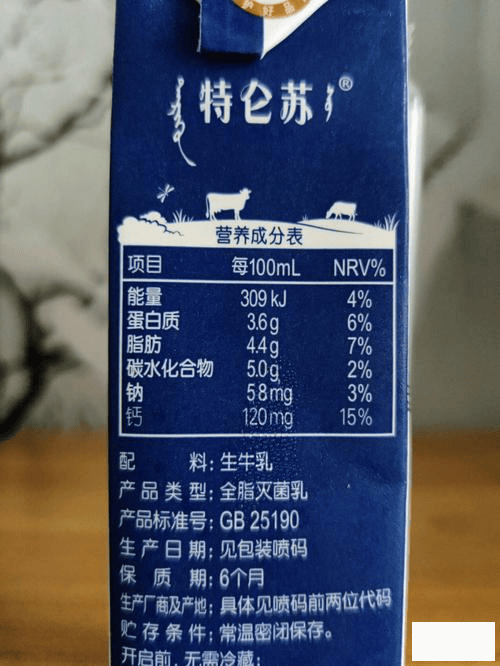 护好品
特仑苏®
营养成分表
项目 每100mL NRV%
能量 309 kJ 4%
蛋白质 3.6g 6%
脂肪 4.4g 7%
碳水化合物 5.0g 2%
钠 58mg 3%
钙 120mg 15%
配料:生牛乳
产品类型:全脂灭菌乳
产品标准号:GB 25190
生产日期:见包装喷码
保质期:6个月
生产厂商及产地:具体见喷码前两位代码
贮存条件:常温密闭保存。
开启前,无需冷藏;